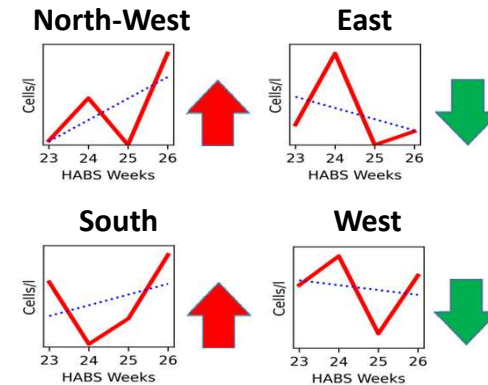 North-West
Cells/l
23 24 25 26
HABS Weeks
East
Cells/l
23 24 25 26
HABS Weeks
South
Cells/l
23 24 25 26
HABS Weeks
West
Cells/l
23 24 25 26
HABS Weeks